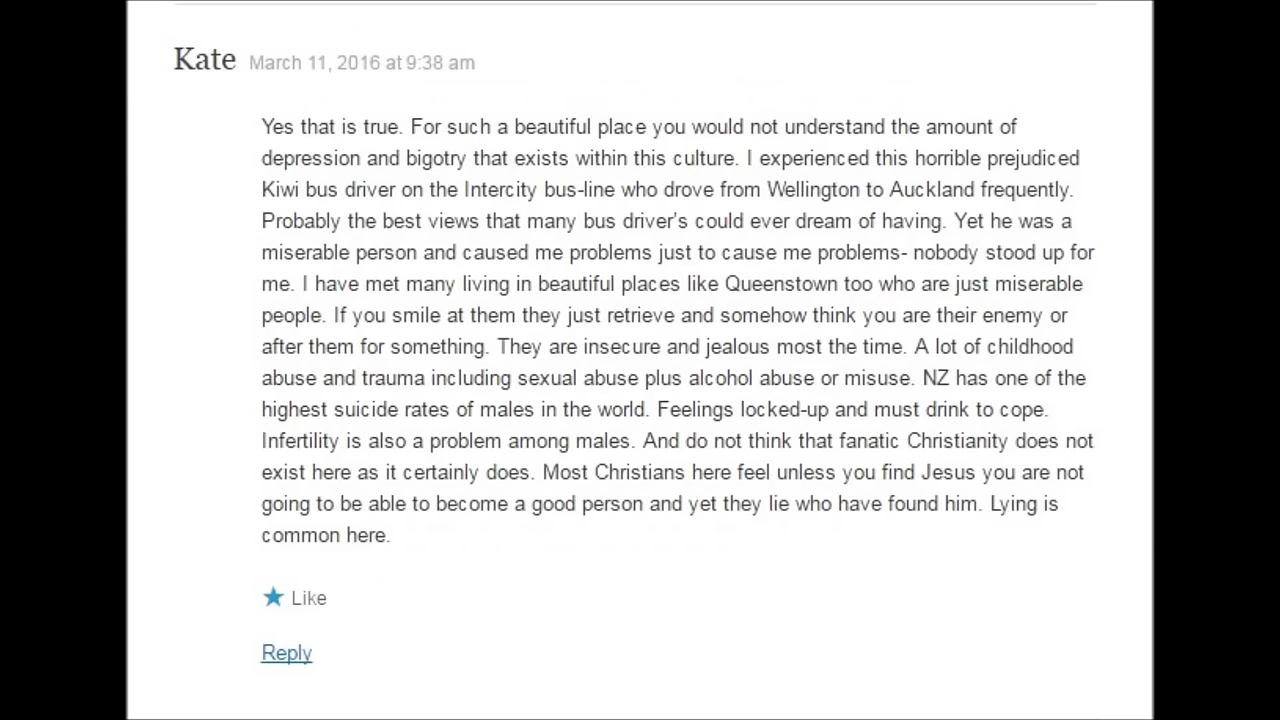 Kate March 11, 2016 at 9:38 am
Yes that is true. For such a beautiful place you would not understand the amount of
depression and bigotry that exists within this culture. I experienced this horrible prejudiced
Kiwi bus driver on the Intercity bus-line who drove from Wellington to Auckland frequently.
Probably the best views that many bus driver's could ever dream of having. Yet he was a
miserable person and caused me problems just to cause me problems- nobody stood up for
me. I have met many living in beautiful places like Queenstown too who are just miserable
people. If you smile at them they just retrieve and somehow think you are their enemy or
after them for something. They are insecure and jealous most the time. A lot of childhood
abuse and trauma including sexual abuse plus alcohol abuse or misuse. NZ has one of the
highest suicide rates of males in the world. Feelings locked-up and must drink to cope.
Infertility is also a problem among males. And do not think that fanatic Christianity does not
exist here as it certainly does. Most Christians here feel unless you find Jesus you are not
going to be able to become a good person and yet they lie who have found him. Lying is
common here.
Like
Reply